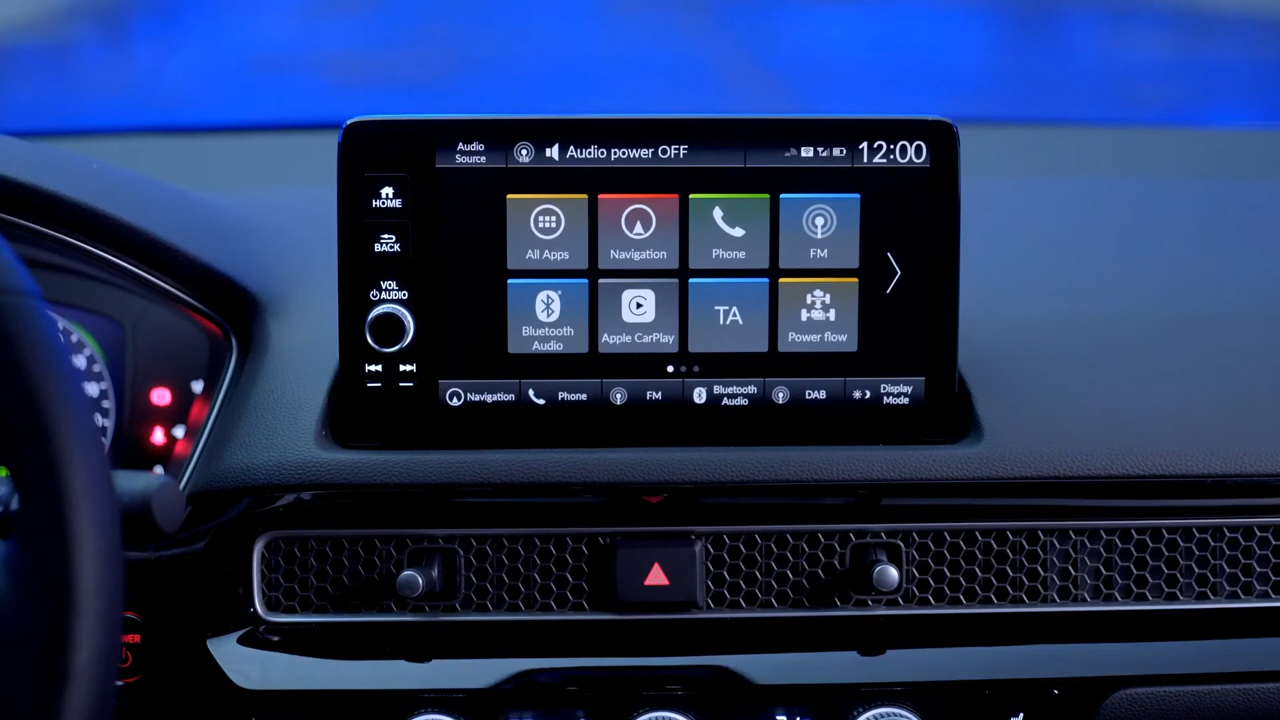 Audio
Source
Audio power OFF
12:00
HOME
BACK
VOL
AUDIO
All Apps
Navigation
Phone
FM
Bluetooth
Audio
Apple CarPlay
TA
Power flow
Navigation
Phone
FM
Bluetooth
Audio
DAB
Display
Mode